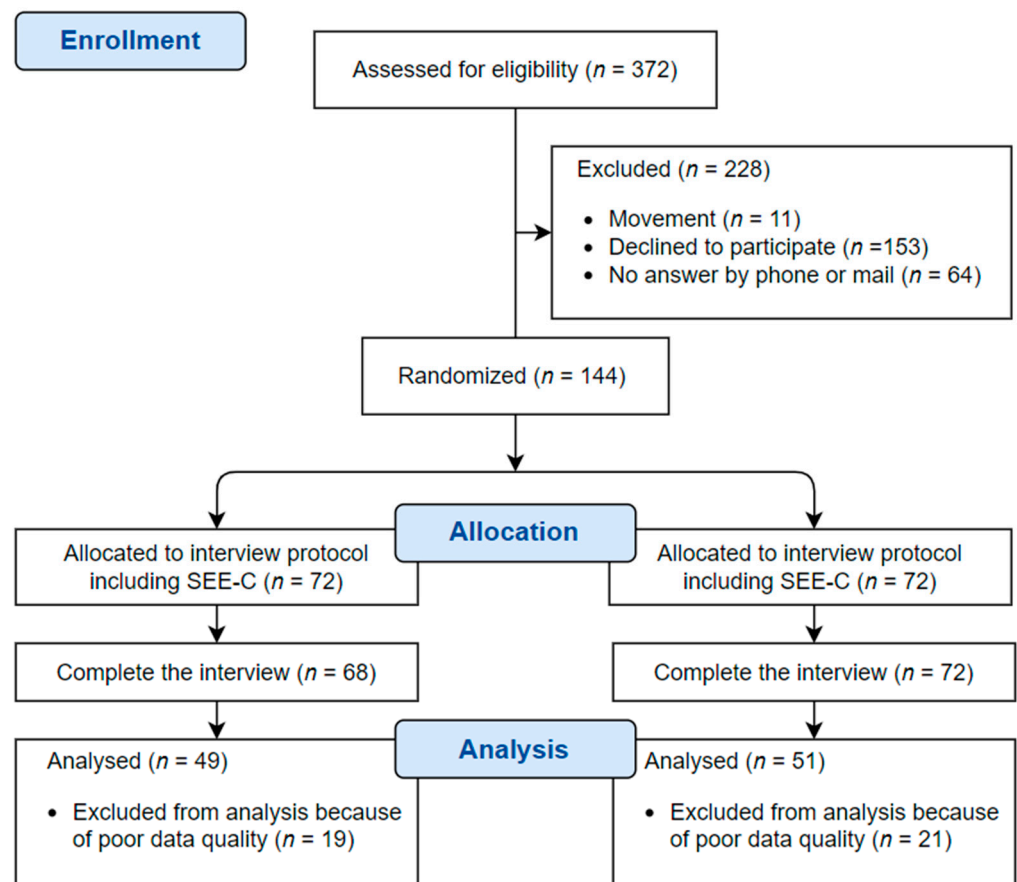 Enrollment
Assessed for eligibility (n = 372)
Excluded (n = 228)
• Movement (n = 11)
• Declined to participate (n =153)
• No answer by phone or mail (n = 64)
Randomized (n = 144)
Allocation
Allocated to interview protocol
including SEE-C (n = 72)
Allocated to interview protocol
including SEE-C (n = 72)
Complete the interview (n = 68)
Complete the interview (n = 72)
Analysis
Analysed (n = 49)
• Excluded from analysis because
of poor data quality (n = 19)
Analysed (n = 51)
• Excluded from analysis because
of poor data quality (n = 21)